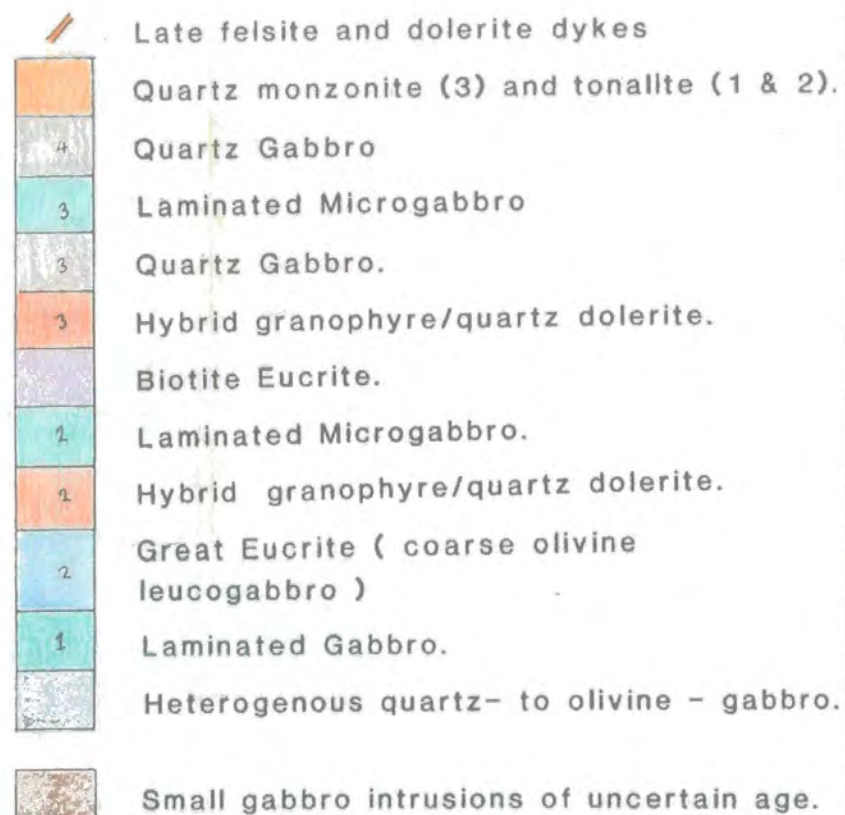 Late felsite and dolerite dykes
Quartz monzonite (3) and tonalite (1 & 2).
4 Quartz Gabbro
3 Laminated Microgabbro
3 Quartz Gabbro.
3 Hybrid granophyre/quartz dolerite.
Biotite Eucrite.
2 Laminated Microgabbro.
2 Hybrid granophyre/quartz dolerite.
Great Eucrite ( coarse olivine
2 leucogabbro )
1 Laminated Gabbro.
Heterogenous quartz- to olivine - gabbro.
Small gabbro intrusions of uncertain age.